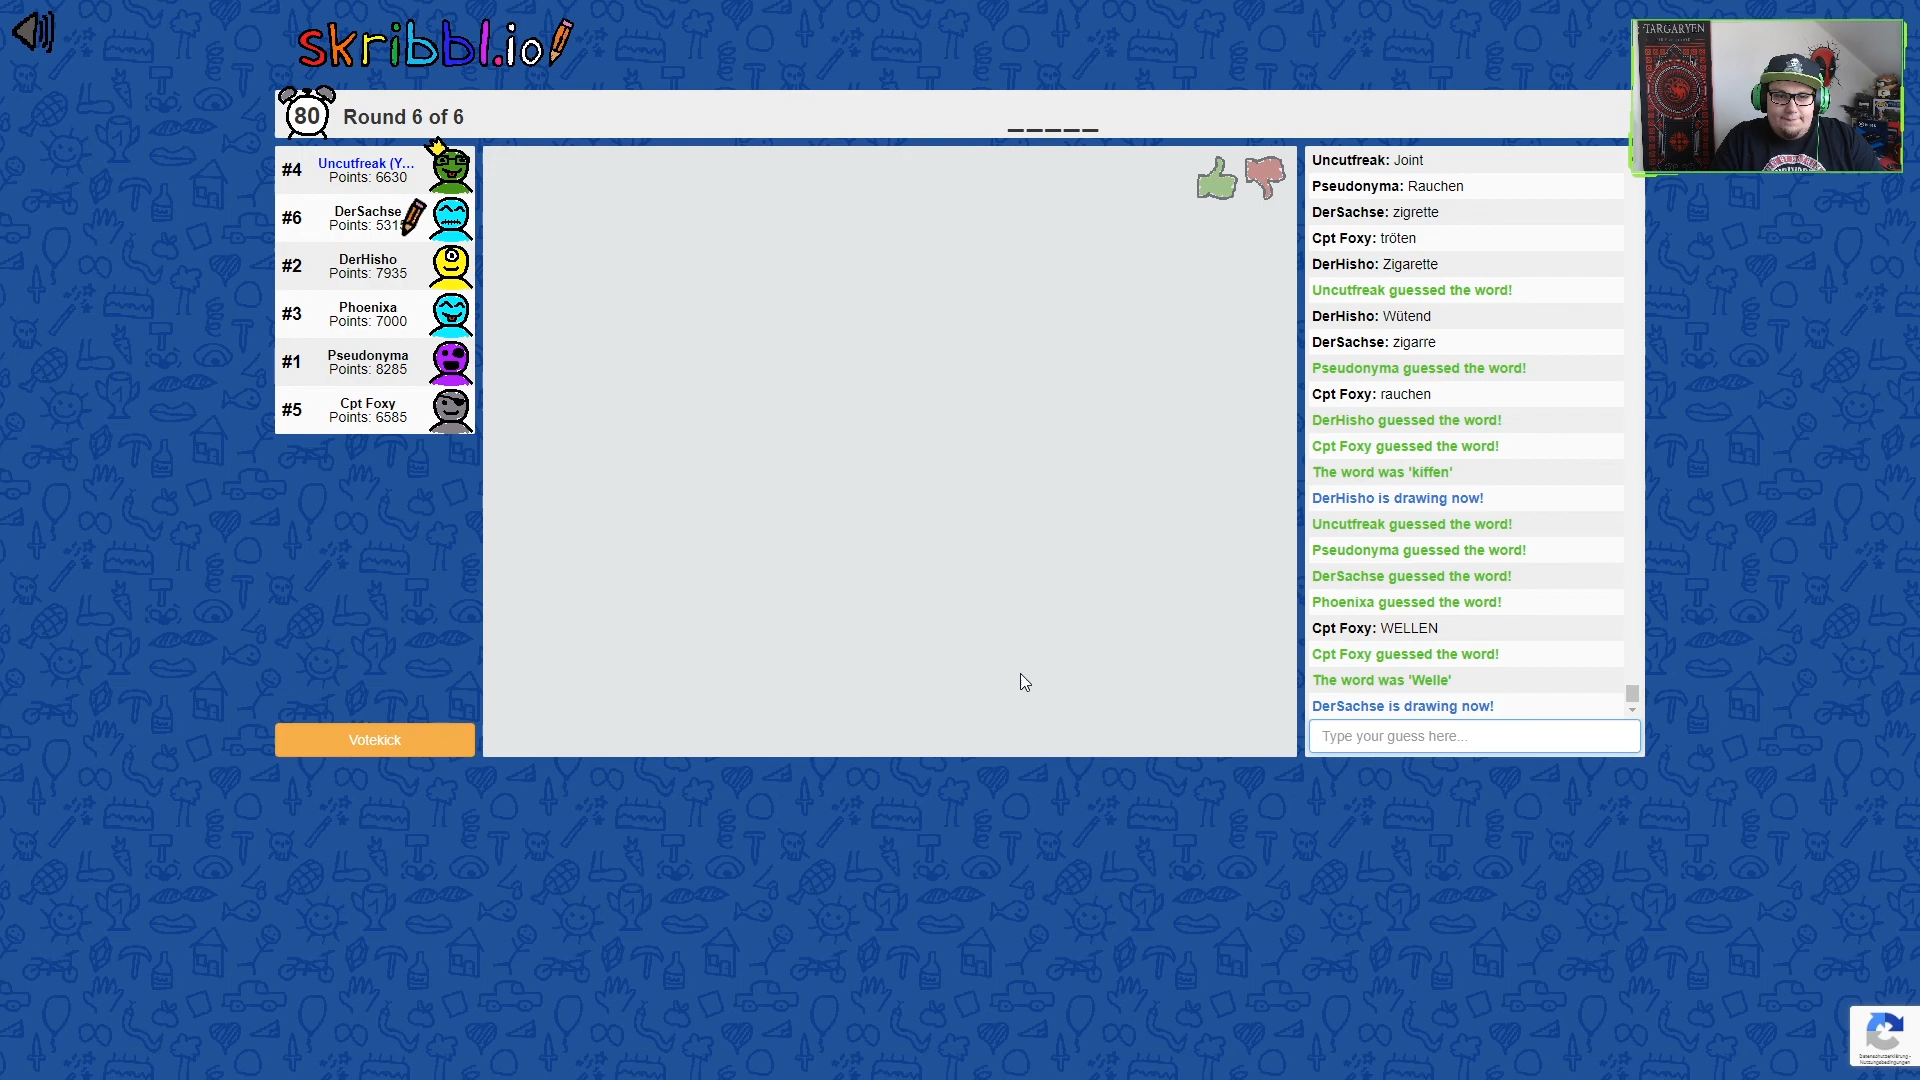 skribbl.io
80
Round 6 of 6
_____
TARGARYEN
#4
Uncutfreak (Y...
Points: 6630
#6
DerSachse
Points: 5315
#2
DerHisho
Points: 7935
#3
Phoenixa
Points: 7000
#1
Pseudonyma
Points: 8285
#5
Cpt Foxy
Points: 6585
Votekick
Uncutfreak: Joint
Pseudonyma: Rauchen
DerSachse: zigrette
Cpt Foxy: tröten
DerHisho: Zigarette
Uncutfreak guessed the word!
DerHisho: Wütend
DerSachse: zigarre
Pseudonyma guessed the word!
Cpt Foxy: rauchen
DerHisho guessed the word!
Cpt Foxy guessed the word!
The word was 'kiffen'
DerHisho is drawing now!
Uncutfreak guessed the word!
Pseudonyma guessed the word!
DerSachse guessed the word!
Phoenixa guessed the word!
Cpt Foxy: WELLEN
Cpt Foxy guessed the word!
The word was 'Welle'
DerSachse is drawing now!
Type your guess here...
Datenschutzerklärung -
Nutzungsbedingungen